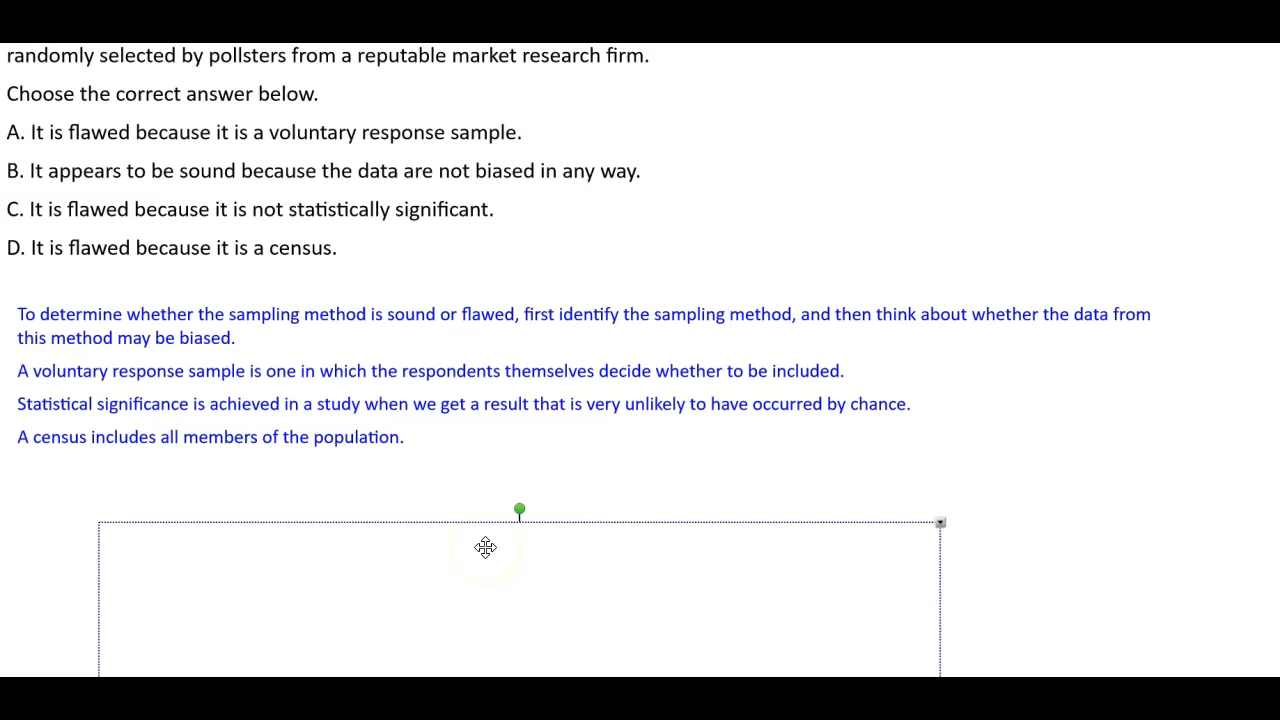 randomly selected by pollsters from a reputable market research firm.
Choose the correct answer below.
A. It is flawed because it is a voluntary response sample.
B. It appears to be sound because the data are not biased in any way.
C. It is flawed because it is not statistically significant.
D. It is flawed because it is a census.
To determine whether the sampling method is sound or flawed, first identify the sampling method, and then think about whether the data from
this method may be biased.
A voluntary response sample is one in which the respondents themselves decide whether to be included.
Statistical significance is achieved in a study when we get a result that is very unlikely to have occurred by chance.
A census includes all members of the population.